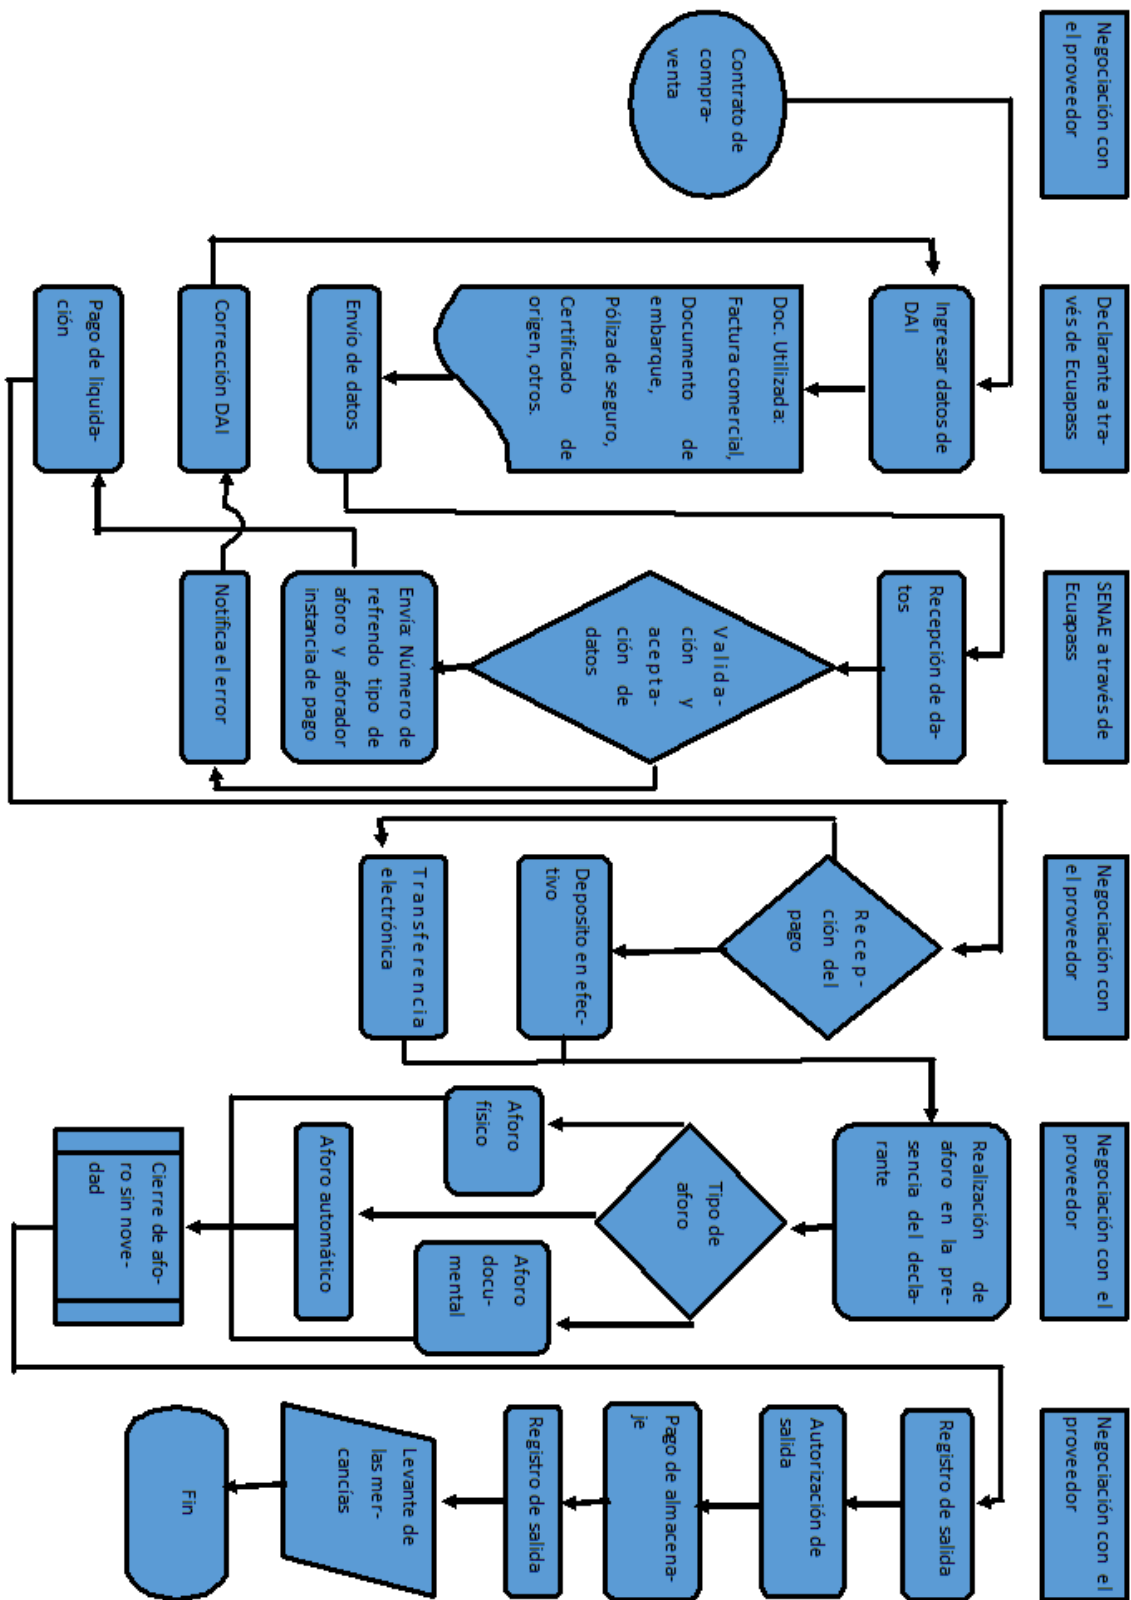 Negociación con
el proveedor
Contrato de
compra-
venta
Declarante a tra-
vés de Ecuapass
Ingresar datos de
DAI
Doc. Utilizada:
Factura comercial,
Documento de
embarque,
Póliza de seguro,
Certificado de
origen, otros.
Envío de datos
Corrección DAI
Pago de liquida-
ción
SENAE a través de
Ecuapass
Recepción de da-
tos
Valida-
ción y
acepta-
ción de
datos
Envía: Número de
refrendo tipo de
aforo y aforador
instancia de pago
Notifica el error
Negociación con
el proveedor
Recep-
ción del
pago
Deposito en efec-
tivo
Transferencia
electrónica
Negociación con el
proveedor
Realización de
aforo en la pre-
sencia del decla-
rante
Tipo de
aforo
Aforo
físico
Aforo automático
Aforo
docu-
mental
Cierre de afo-
ro sin nove-
dad
Negociación con el
proveedor
Registro de salida
Autorización de
salida
Pago de almacena-
je
Registro de salida
Levante de
las mer-
cancías
Fin